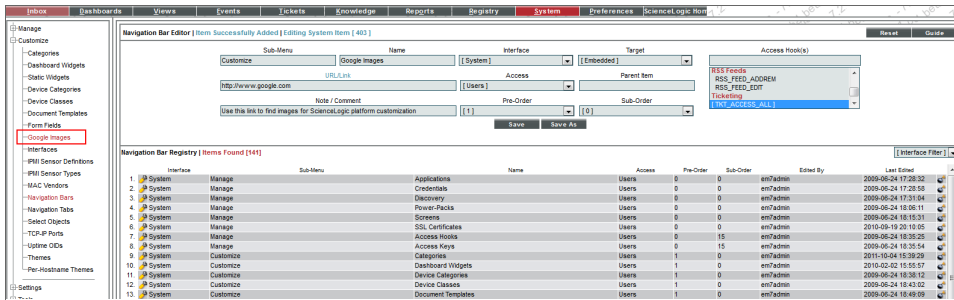 Inbox Dashboards Views Events Tickets Knowledge Reports Registry System Preferences ScienceLogic Hom
Manage
Customize
Categories
Dashboard Widgets
Static Widgets
Device Categories
Device Classes
Document Templates
Form Fields
Google Images
Interfaces
IPMI Sensor Definitions
IPMI Sensor Types
MAC Vendors
Navigation Bars
Navigation Tabs
Select Objects
TCP-IP Ports
Uptime OIDs
Themes
Per-Hostname Themes
Settings
Tools
Navigation Bar Editor | Item Successfully Added | Editing System Item [ 403 ] Reset Guide
Sub-Menu Name Interface Target Access Hook(s)
Customize Google Images [ System ] [ Embedded ]
RSS Feeds
RSS_FEED_ADDREM
RSS_FEED_EDIT
Ticketing
[ TKT_ACCESS_ALL ]
URL/Link Access Parent Item
http://www.google.com [ Users ]
Note / Comment Pre-Order Sub-Order
Use this link to find images for ScienceLogic platform customization [ 1 ] [ 0 ]
Save Save As
Navigation Bar Registry | Items Found [141] [ Interface Filter ]
Interface Sub-Menu Name Access Pre-Order Sub-Order Edited By Last Edited
1. System Manage Applications Users 0 0 em7admin 2009-06-24 17:28:32
2. System Manage Credentials Users 0 0 em7admin 2009-06-24 17:28:58
3. System Manage Discovery Users 0 0 em7admin 2009-06-24 17:31:04
4. System Manage Power-Packs Users 0 0 em7admin 2009-06-24 18:06:11
5. System Manage Screens Users 0 0 em7admin 2009-06-24 18:15:31
6. System Manage SSL Certificates Users 0 0 em7admin 2010-09-19 20:10:05
7. System Manage Access Hooks Users 0 15 em7admin 2009-06-24 18:35:25
8. System Manage Access Keys Users 0 15 em7admin 2009-06-24 18:35:54
9. System Customize Categories Users 1 0 em7admin 2011-10-04 15:39:29
10. System Customize Dashboard Widgets Users 1 0 em7admin 2010-02-02 15:55:57
11. System Customize Device Categories Users 1 0 em7admin 2009-06-24 18:38:12
12. System Customize Device Classes Users 1 0 em7admin 2009-06-24 18:43:02
13. System Customize Document Templates Users 1 0 em7admin 2009-06-24 18:49:09